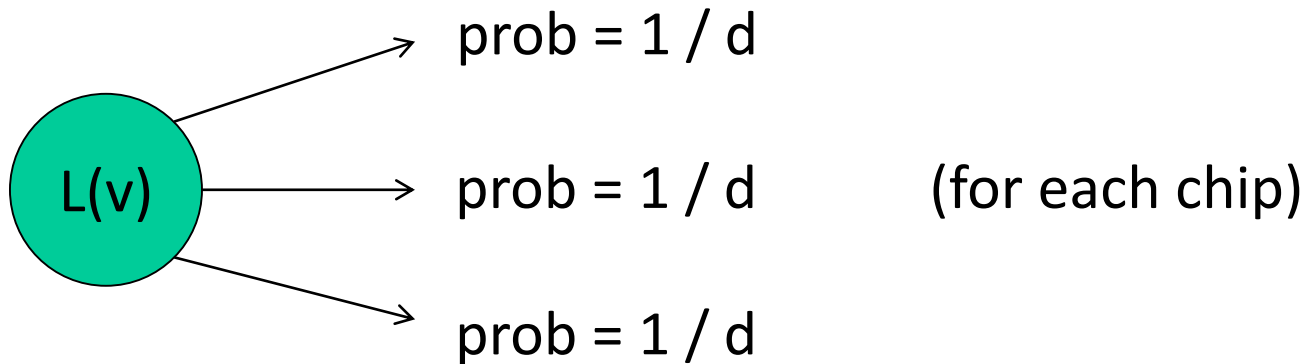 prob = 1 / d
L(v)
prob = 1 / d
(for each chip)
prob = 1 / d